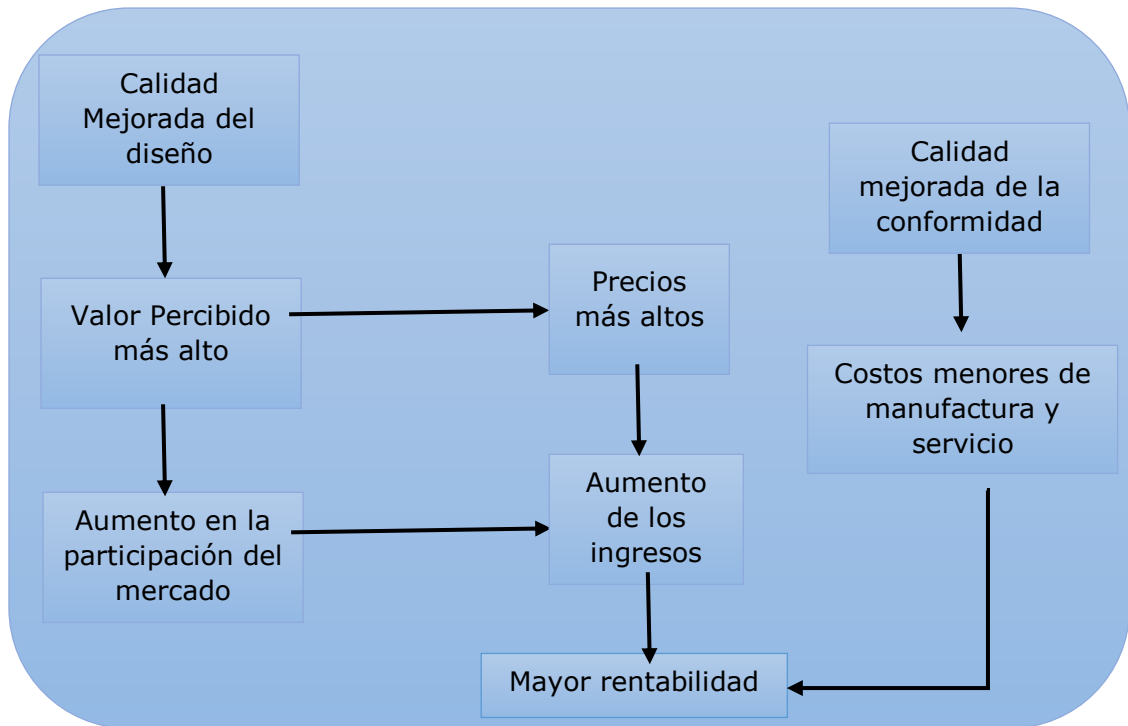 Calidad
Mejorada del
diseño
Calidad
mejorada de la
conformidad
Valor Percibido
más alto
Precios
más altos
Costos menores de
manufactura y
servicio
Aumento en la
participación del
mercado
Aumento
de los
ingresos
Mayor rentabilidad